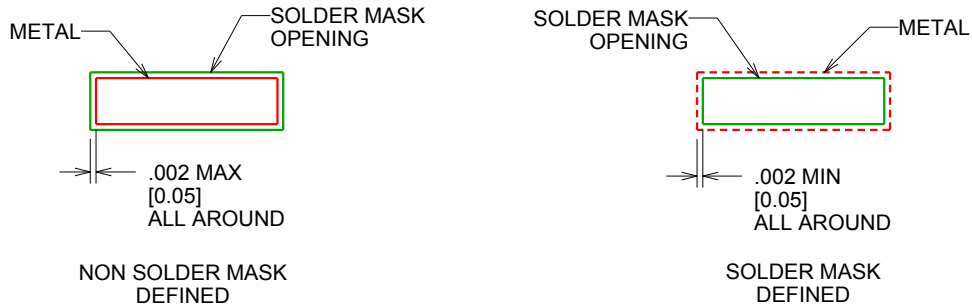 METAL
SOLDER MASK
OPENING
.002 MAX
[0.05]
ALL AROUND
NON SOLDER MASK
DEFINED
SOLDER MASK
OPENING
METAL
.002 MIN
[0.05]
ALL AROUND
SOLDER MASK
DEFINED